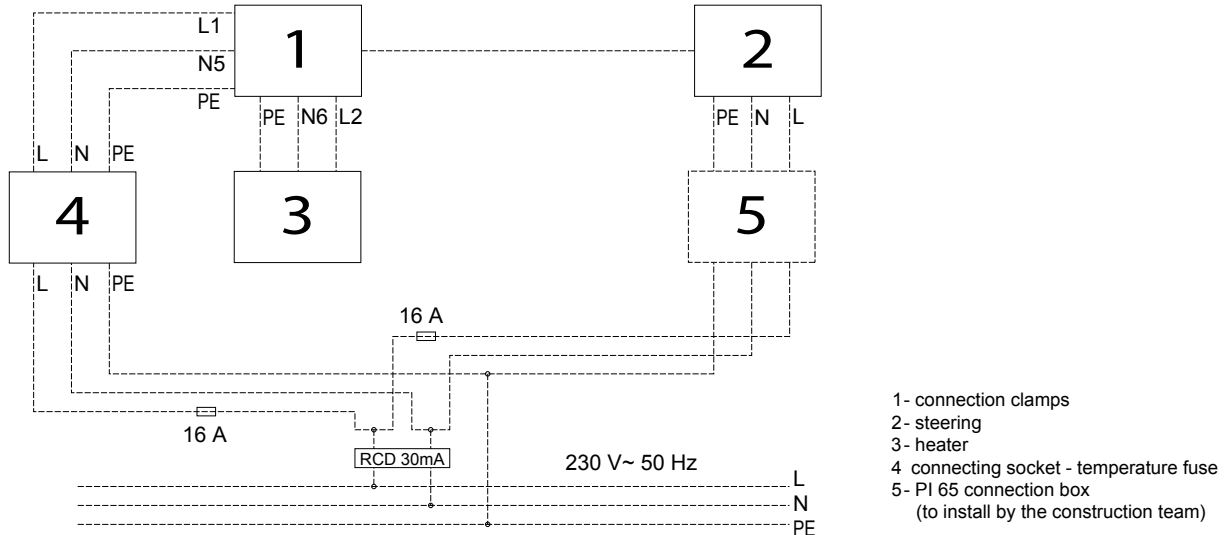 L1
1
2
N5
PE
PE N6 L2
PE N L
L N PE
4
3
5
L N PE
16 A
16 A
RCD 30mA
230 V~ 50 Hz
L
N
PE
1- connection clamps
2- steering
3- heater
4 connecting socket - temperature fuse
5- PI 65 connection box
(to install by the construction team)